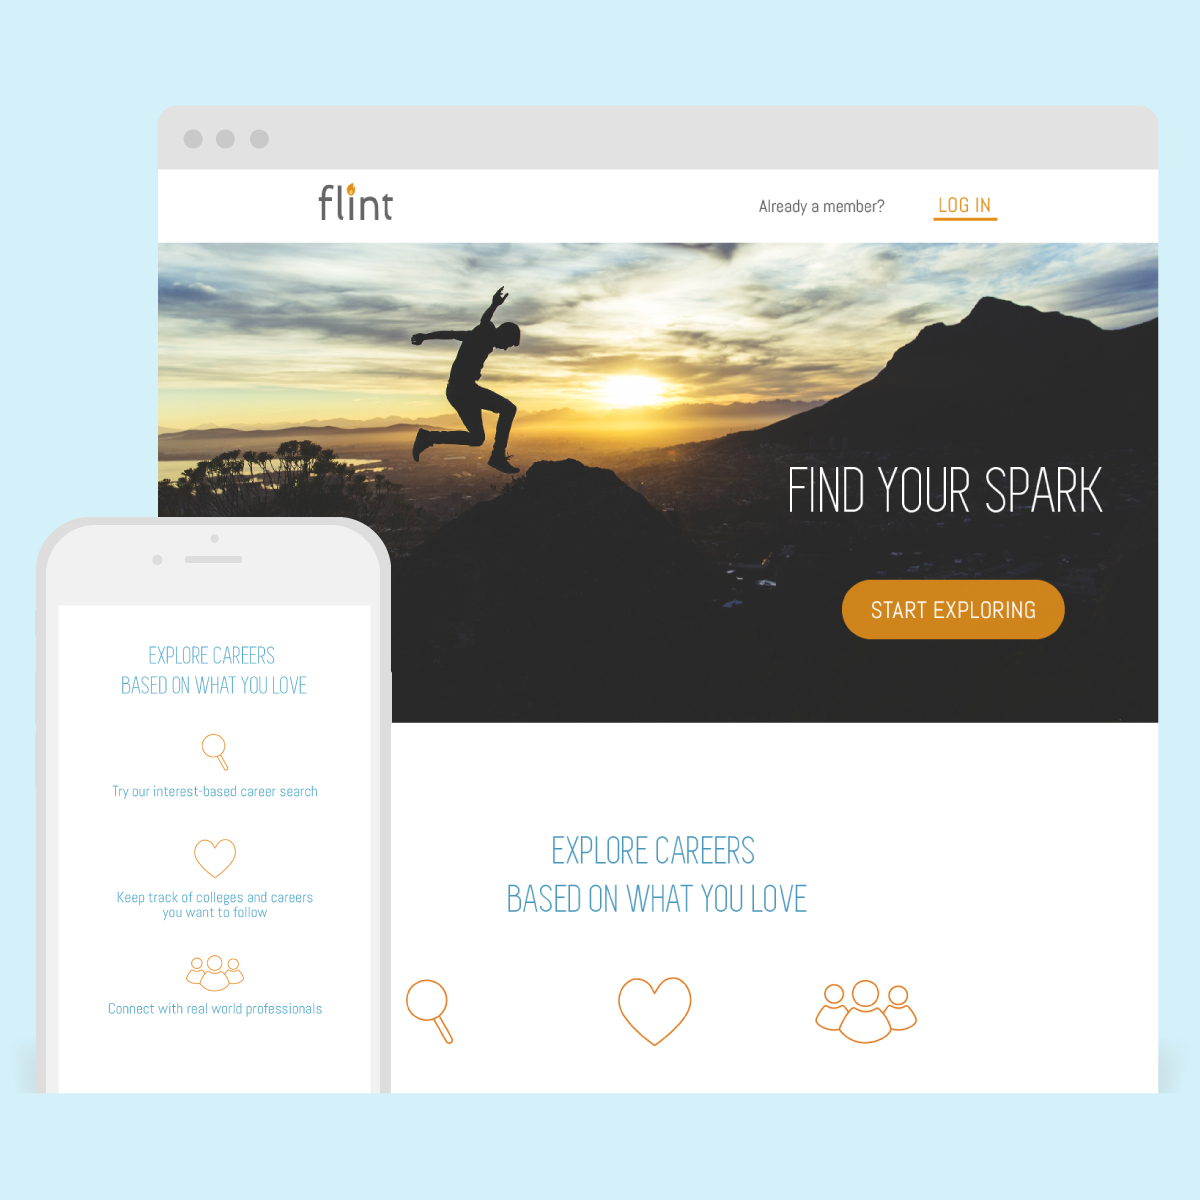 flint
Already a member?
LOG IN
FIND YOUR SPARK
START EXPLORING
EXPLORE CAREERS
BASED ON WHAT YOU LOVE
EXPLORE CAREERS
BASED ON WHAT YOU LOVE
Try our interest-based career search
Keep track of colleges and careers
you want to follow
Connect with real world professionals